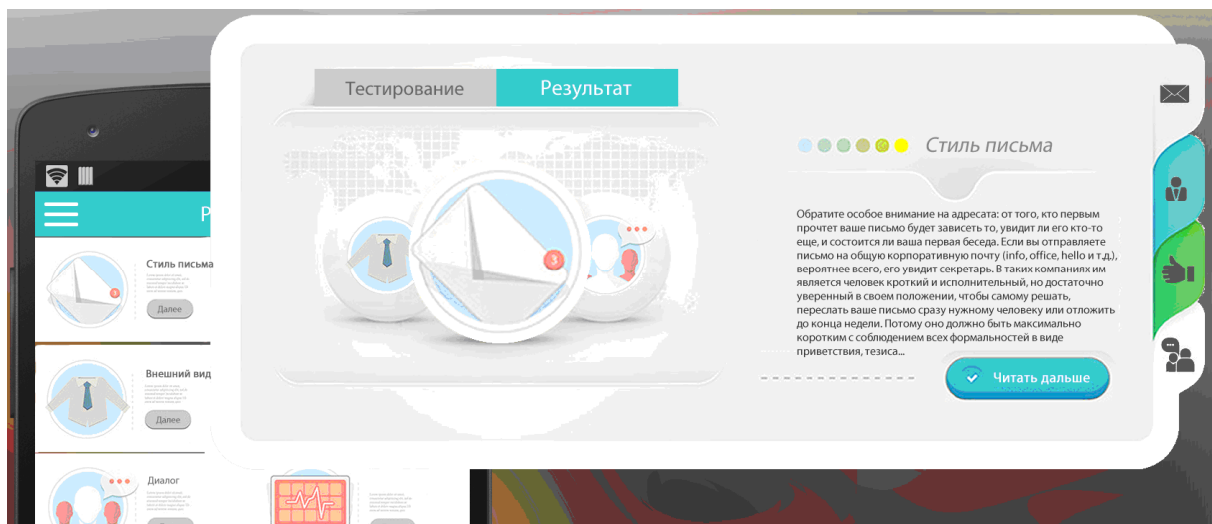 Тестирование
Результат
Стиль письма
Обратите особое внимание на адресата: от того, кто первым
прочтет ваше письмо будет зависеть то, увидит ли его кто-то
еще, и состоится ли ваша первая беседа. Если вы отправляете
письмо на общую корпоративную почту (info, office, hello и т.д.),
вероятнее всего, его увидит секретарь. В таких компаниях им
является человек кроткий и исполнительный, но достаточно
уверенный в своем положении, чтобы самому решать,
переслать ваше письмо сразу нужному человеку или отложить
до конца недели. Потому оно должно быть максимально
коротким с соблюдением всех формальностей в виде
приветствия, тезиса...
Читать дальше
3
3
Р
Стиль письма
Далее
Внешний вид
Далее
Диалог